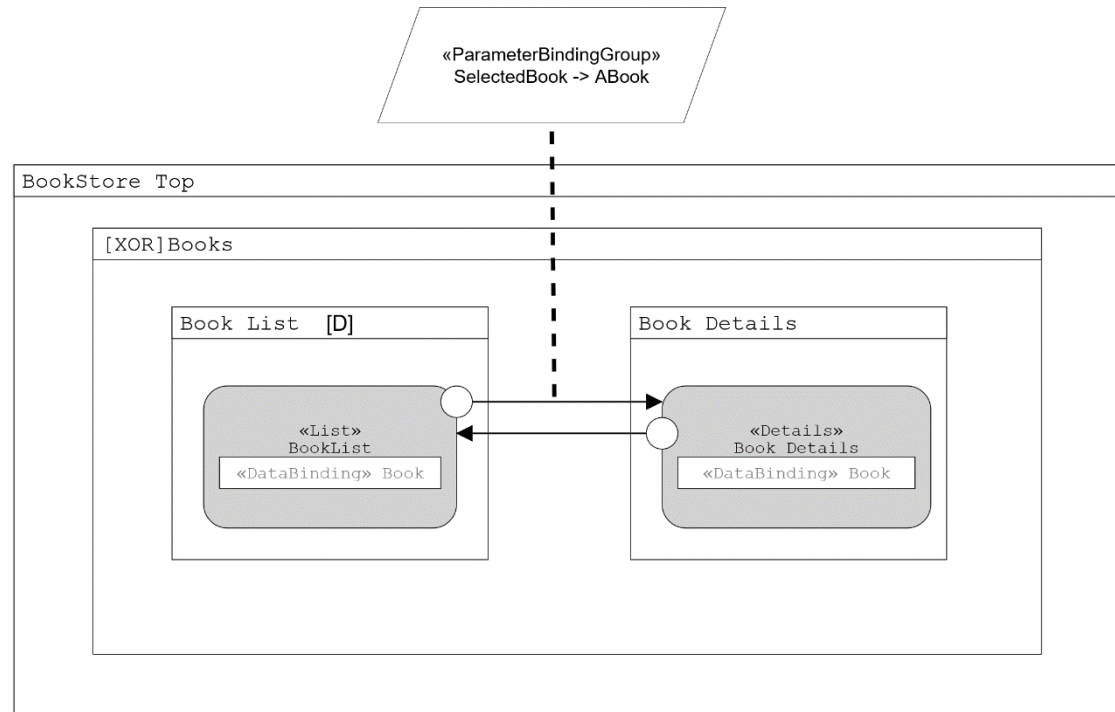 «ParameterBindingGroup»
SelectedBook -> ABook
BookStore Top
[XOR]Books
Book List [D]
Book Details
«List»
BookList
«DataBinding» Book
«Details»
Book Details
«DataBinding» Book